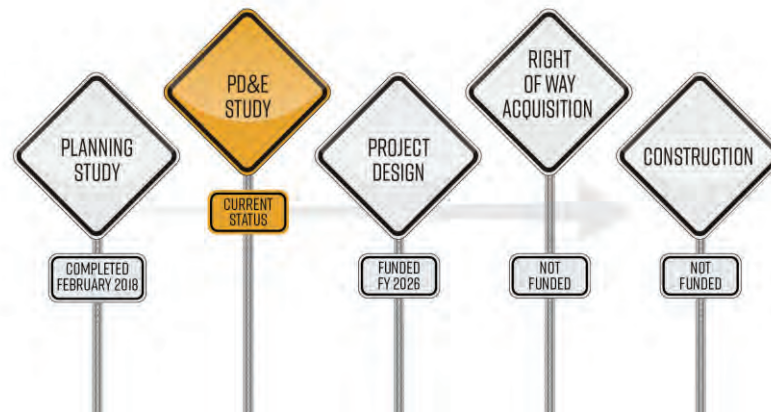 PLANNING
STUDY
COMPLETED
FEBRUARY 2018
PD&E
STUDY
CURRENT
STATUS
PROJECT
DESIGN
FUNDED
FY 2026
RIGHT
OF WAY
ACQUISITION
NOT
FUNDED
CONSTRUCTION
NOT
FUNDED